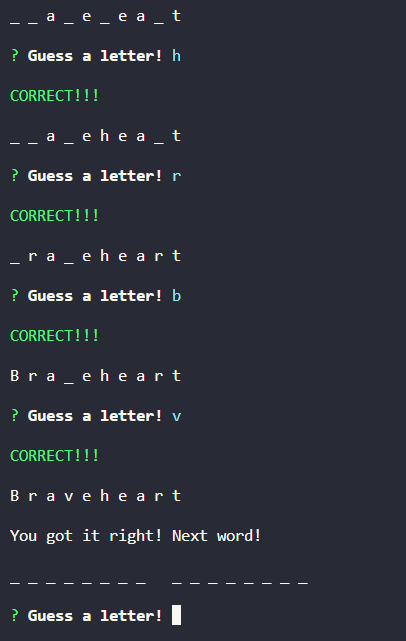 _ _ a _ e _ e a _ t
? Guess a letter! h
CORRECT!!!
_ _ a _ e h e a _ t
? Guess a letter! r
CORRECT!!!
_ r a _ e h e a r t
? Guess a letter! b
CORRECT!!!
B r a _ e h e a r t
? Guess a letter! v
CORRECT!!!
B r a v e h e a r t
You got it right! Next word!
_ _ _ _ _ _ _ _   _ _ _ _ _ _ _ _
? Guess a letter!